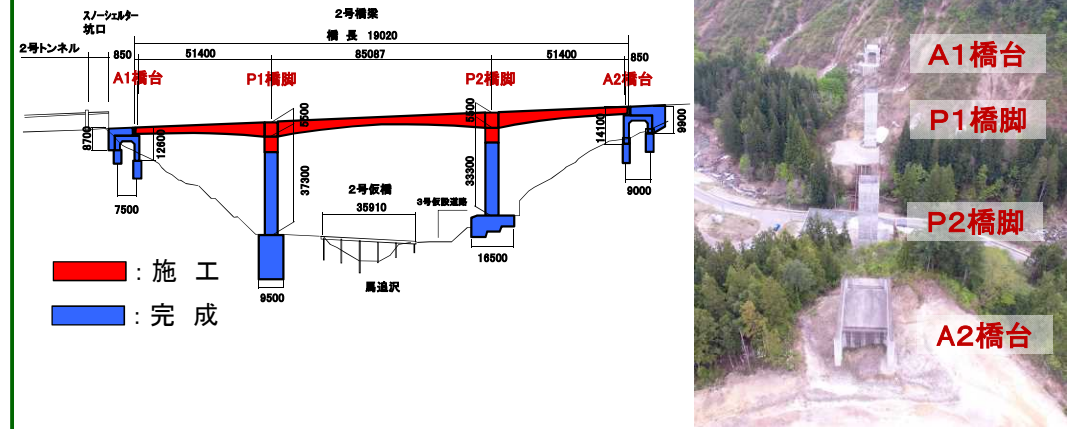 スノーシェルター
坑口
2号トンネル
2号橋梁
橋 長 19020
850
51400
85087
51400
850
A1橋台
P1橋脚
P2橋脚
A2橋台
8700
12600
5500
5500
14100
9900
37300
33300
7500
2号仮橋
35910
3号仮設道路
9000
16500
9500
馬追沢
：施 工
：完 成
A1橋台
P1橋脚
P2橋脚
A2橋台